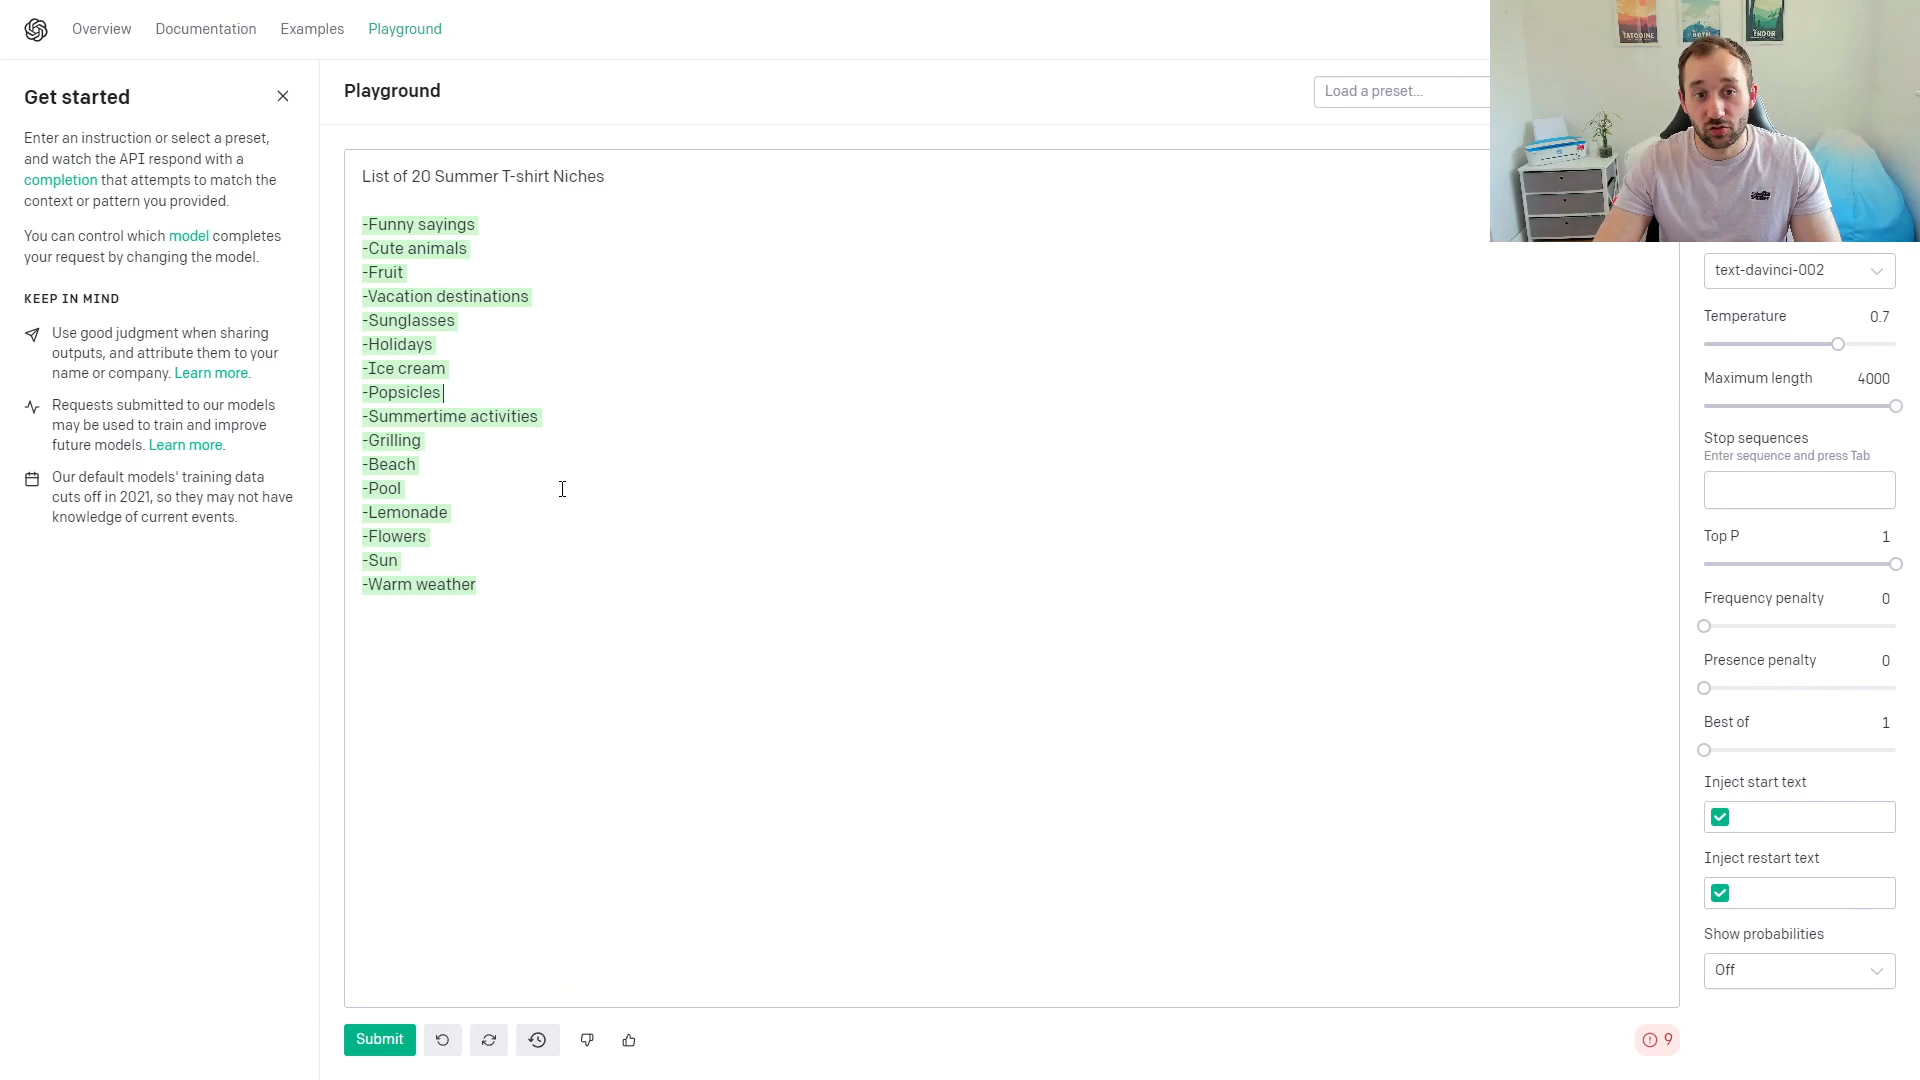 Overview
Documentation
Examples
Playground
Get started
Enter an instruction or select a preset,
and watch the API respond with a
completion that attempts to match the
context or pattern you provided.
You can control which model completes
your request by changing the model.
KEEP IN MIND
Use good judgment when sharing
outputs, and attribute them to your
name or company. Learn more.
Requests submitted to our models
may be used to train and improve
future models. Learn more.
Our default models' training data
cuts off in 2021, so they may not have
knowledge of current events.
Playground
Load a preset...
List of 20 Summer T-shirt Niches
-Funny sayings
-Cute animals
-Fruit
-Vacation destinations
-Sunglasses
-Holidays
-Ice cream
-Popsicles
-Summertime activities
-Grilling
-Beach
-Pool
-Lemonade
-Flowers
-Sun
-Warm weather
Submit
9
TATOOINE
HOTH
ENDOR
text-davinci-002
Temperature 0.7
Maximum length 4000
Stop sequences
Enter sequence and press Tab
Top P 1
Frequency penalty 0
Presence penalty 0
Best of 1
Inject start text
Inject restart text
Show probabilities
Off